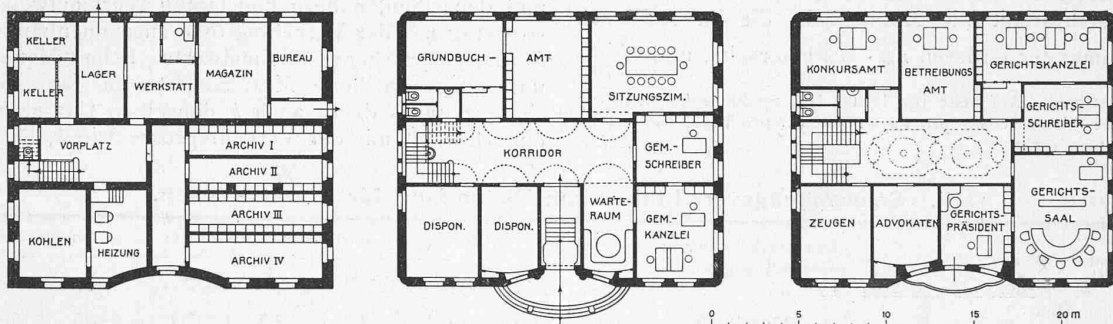 KELLER
KELLER
LAGER
WERKSTATT
MAGAZIN
BUREAU
VORPLATZ
ARCHIV I
ARCHIV II
ARCHIV III
ARCHIV IV
KOHLEN
HEIZUNG
GRUNDBUCH-
AMT
SITZUNGSZIM.
KORRIDOR
GEM.-
SCHREIBER
DISPON.
DISPON.
WARTE-
RAUM
GEM.-
KANZLEI
KONKURSAMT
BETREIBUNGS
AMT
GERICHTSKANZLEI
GERICHTS-
SCHREIBER
ZEUGEN
ADVOKATEN
GERICHTS-
PRÄSIDENT
GERICHTS-
SAAL
0 5 10 15 20 m